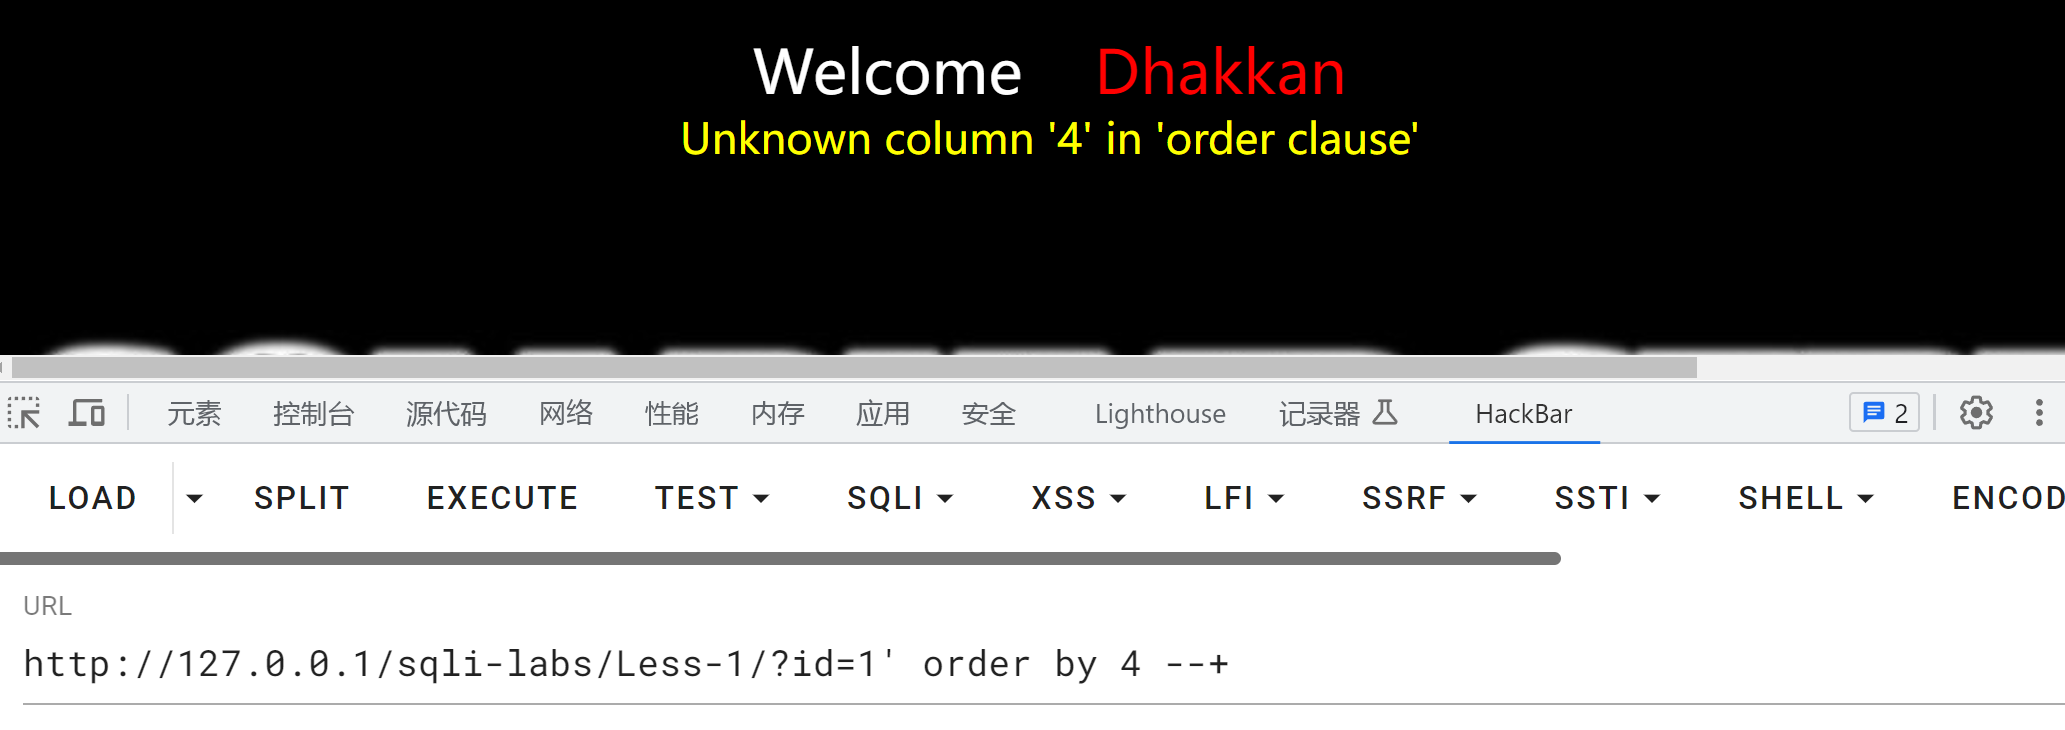 Welcome Dhakkan
Unknown column '4' in 'order clause'
元素 控制台 源代码 网络 性能 内存 应用 安全 Lighthouse 记录器 HackBar 2
LOAD SPLIT EXECUTE TEST SQLI XSS LFI SSRF SSTI SHELL ENCOD
URL
http://127.0.0.1/sqli-labs/Less-1/?id=1' order by 4 --+